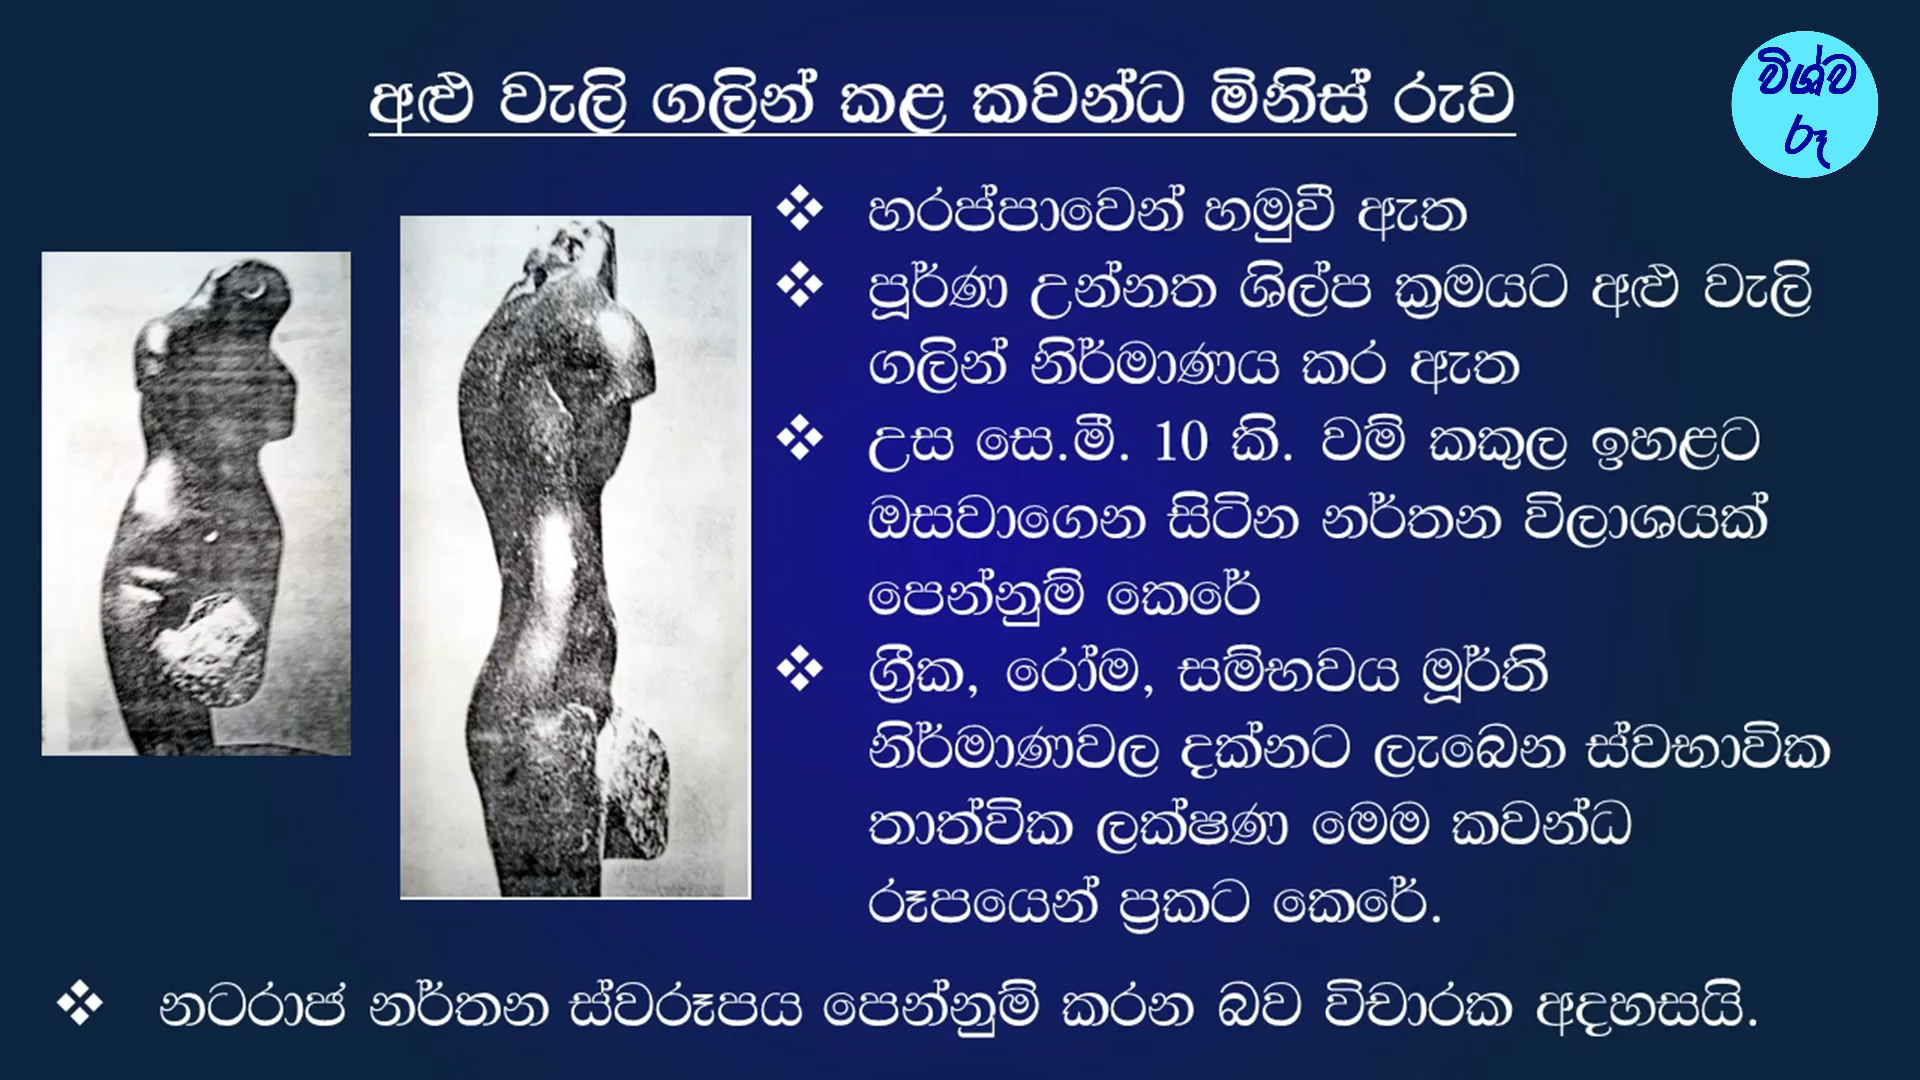 අළු වැලි ගලින් කළ කවන්ධ මිනිස් රුව
විශ්ව
රූ
❖ හරප්පාවෙන් හමුවී ඇත
❖ පූර්ණ උන්නත ශිල්ප ක්‍රමයට අළු වැලි
ගලින් නිර්මාණය කර ඇත
❖ උස සෙ.මී. 10 කි. වම් කකුල ඉහළට
ඔසවාගෙන සිටින නර්තන විලාශයක්
පෙන්නුම් කෙරේ
❖ ග්‍රීක, රෝම, සම්භවය මූර්ති
නිර්මාණවල දක්නට ලැබෙන ස්වභාවික
තාත්වික ලක්ෂණ මෙම කවන්ධ
රූපයෙන් ප්‍රකට කෙරේ.
❖ නටරාජ නර්තන ස්වරූපය පෙන්නුම් කරන බව විචාරක අදහසයි.